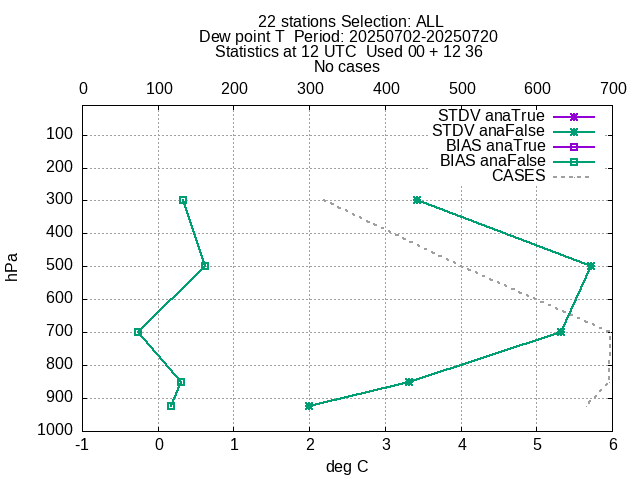 22 stations Selection: ALL
Dew point T  Period: 20250702-20250720
Statistics at 12 UTC  Used 00 + 12 36
No cases
0 100 200 300 400 500 600 700
STDV anaTrue
STDV anaFalse
BIAS anaTrue
BIAS anaFalse
CASES
100
200
300
400
500
600
700
800
900
1000
hPa
-1 0 1 2 3 4 5 6
deg C